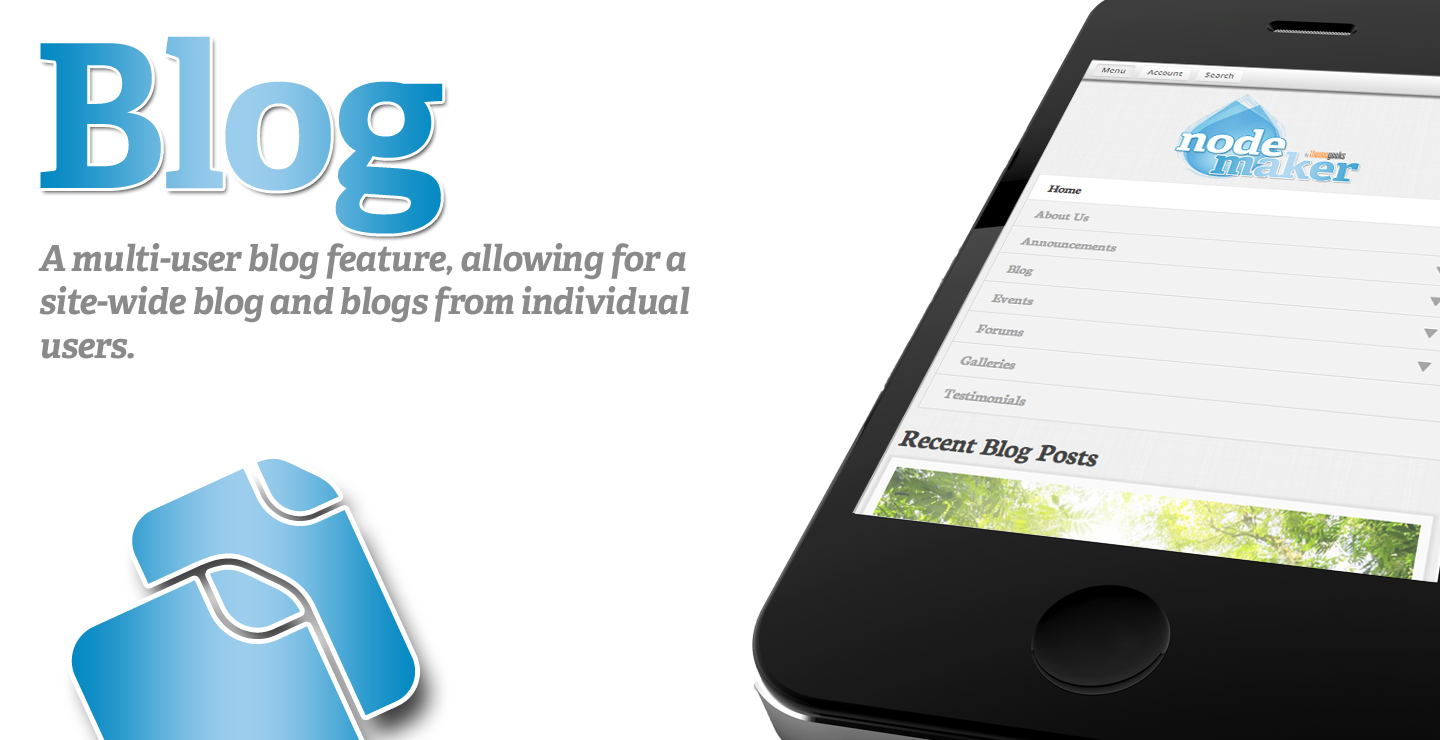 Blog
A multi-user blog feature, allowing for a
site-wide blog and blogs from individual
users.
Menu Account Search
node
by themegeeks
maker
Home
About Us
Announcements
Blog
Events
Forums
Galleries
Testimonials
Recent Blog Posts